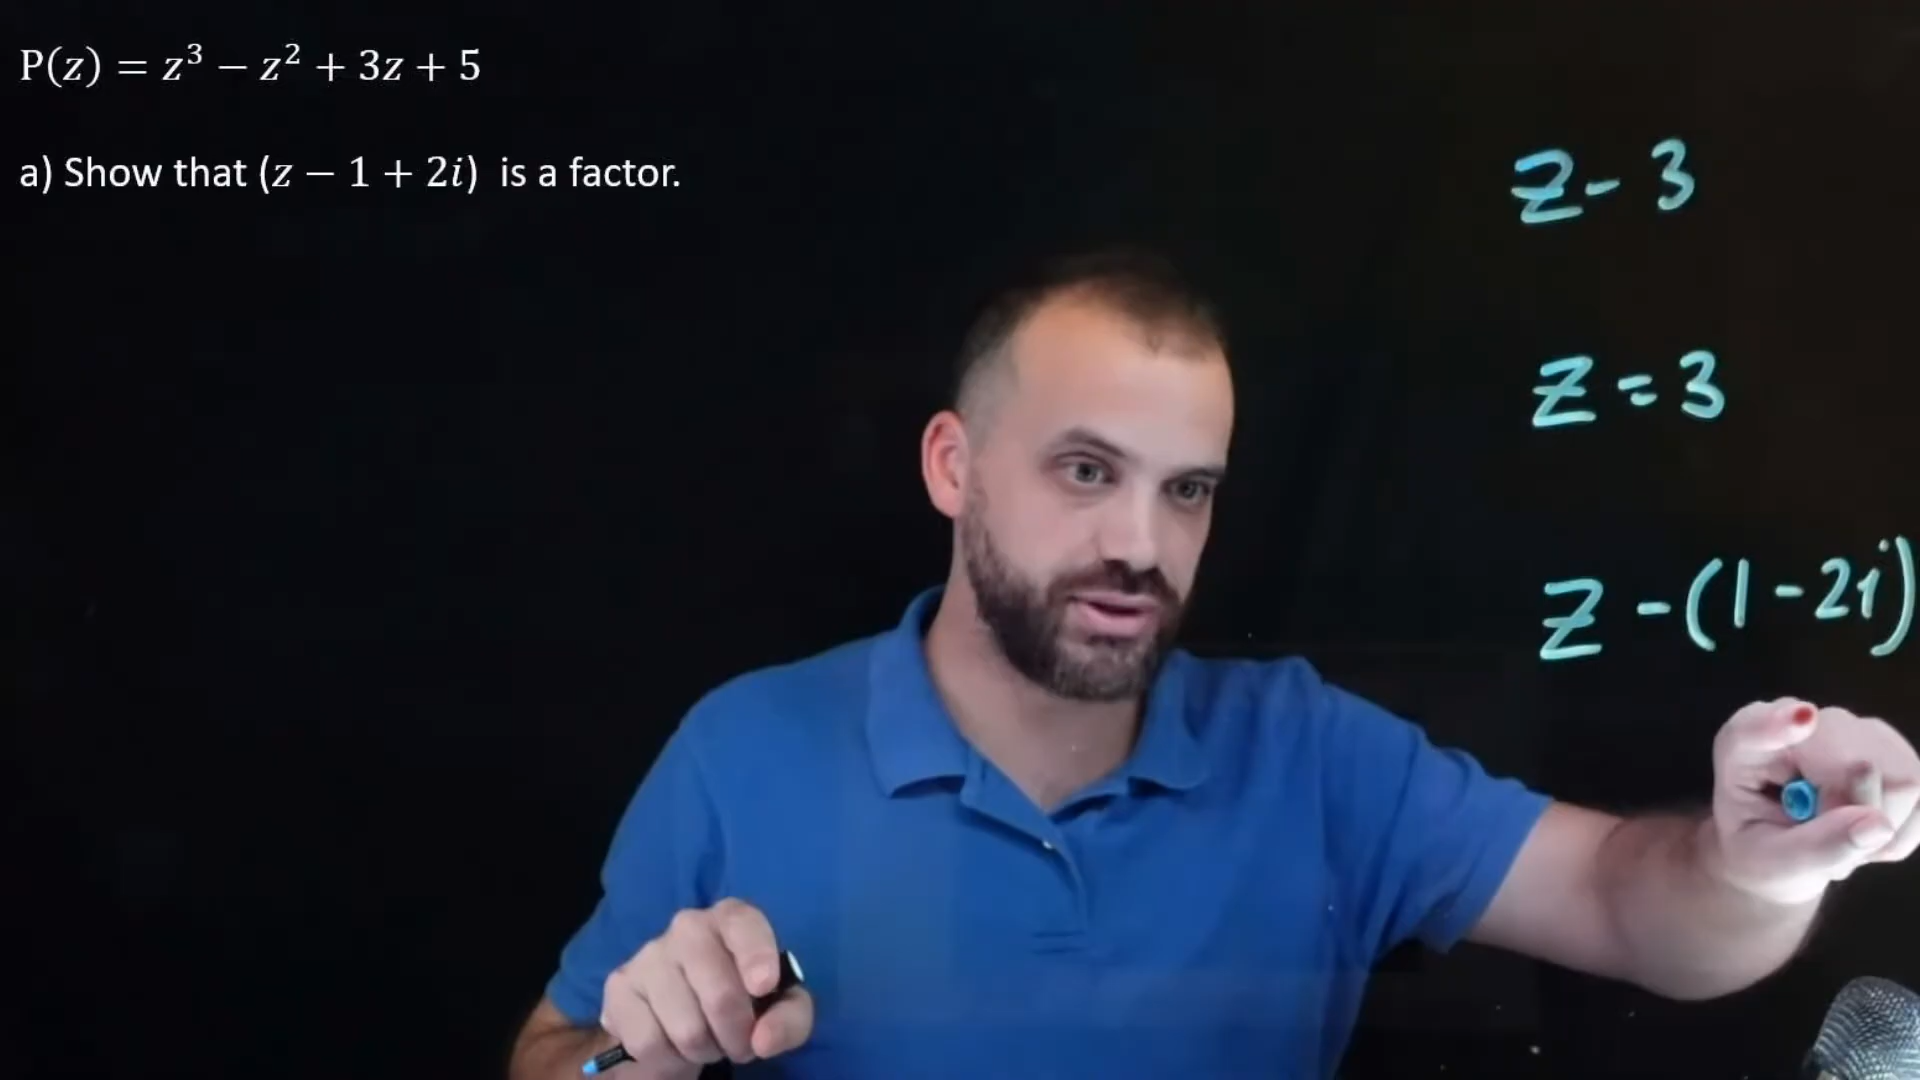 P(z) = z³ − z² + 3z + 5
a) Show that (z − 1 + 2i) is a factor.
z - 3
z = 3
z - (1 - 2i)